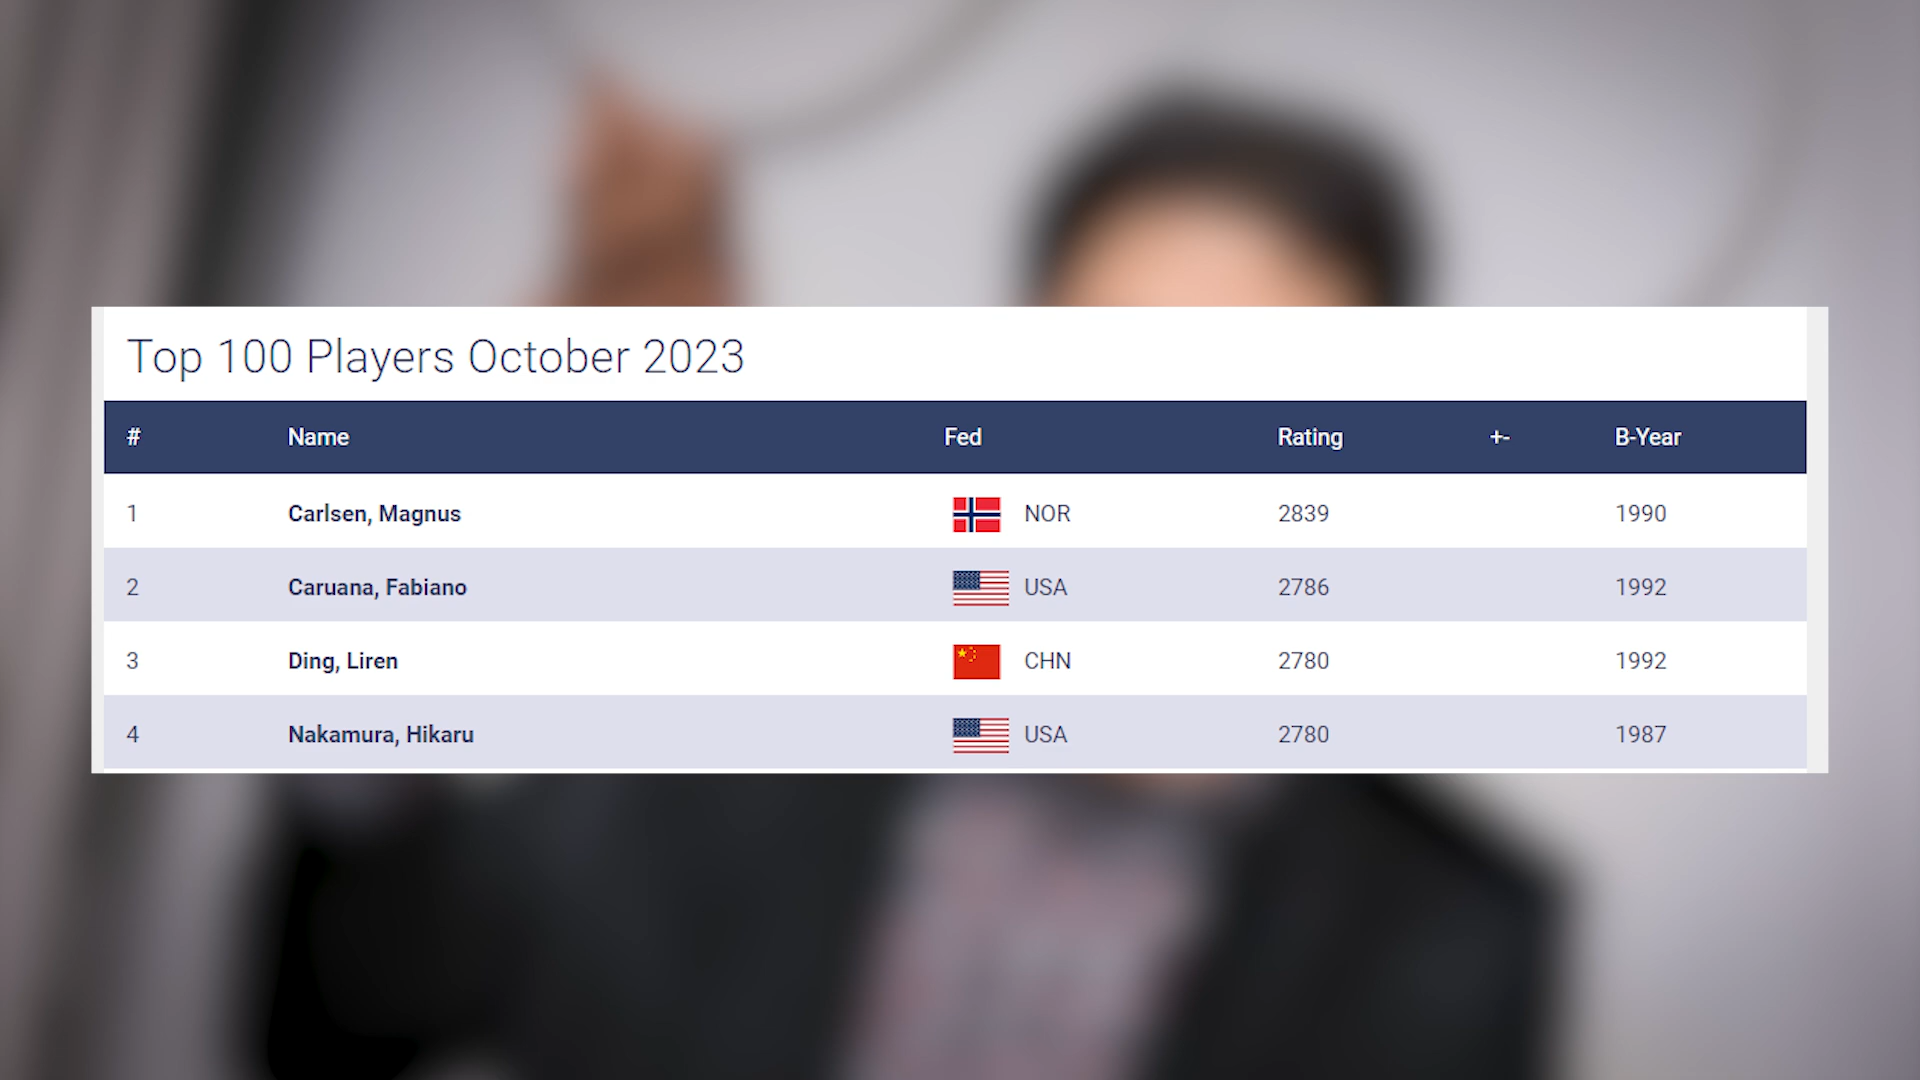 Top 100 Players October 2023
# Name Fed Rating +- B-Year
1 Carlsen, Magnus NOR 2839 1990
2 Caruana, Fabiano USA 2786 1992
3 Ding, Liren CHN 2780 1992
4 Nakamura, Hikaru USA 2780 1987